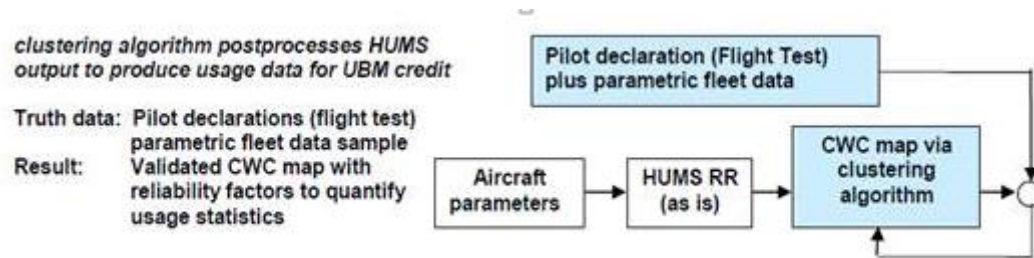 clustering algorithm postprocesses HUMS
output to produce usage data for UBM credit
Truth data: Pilot declarations (flight test)
parametric fleet data sample
Result: Validated CWC map with
reliability factors to quantify
usage statistics
Pilot declaration (Flight Test)
plus parametric fleet data
Aircraft
parameters
HUMS RR
(as is)
CWC map via
clustering
algorithm